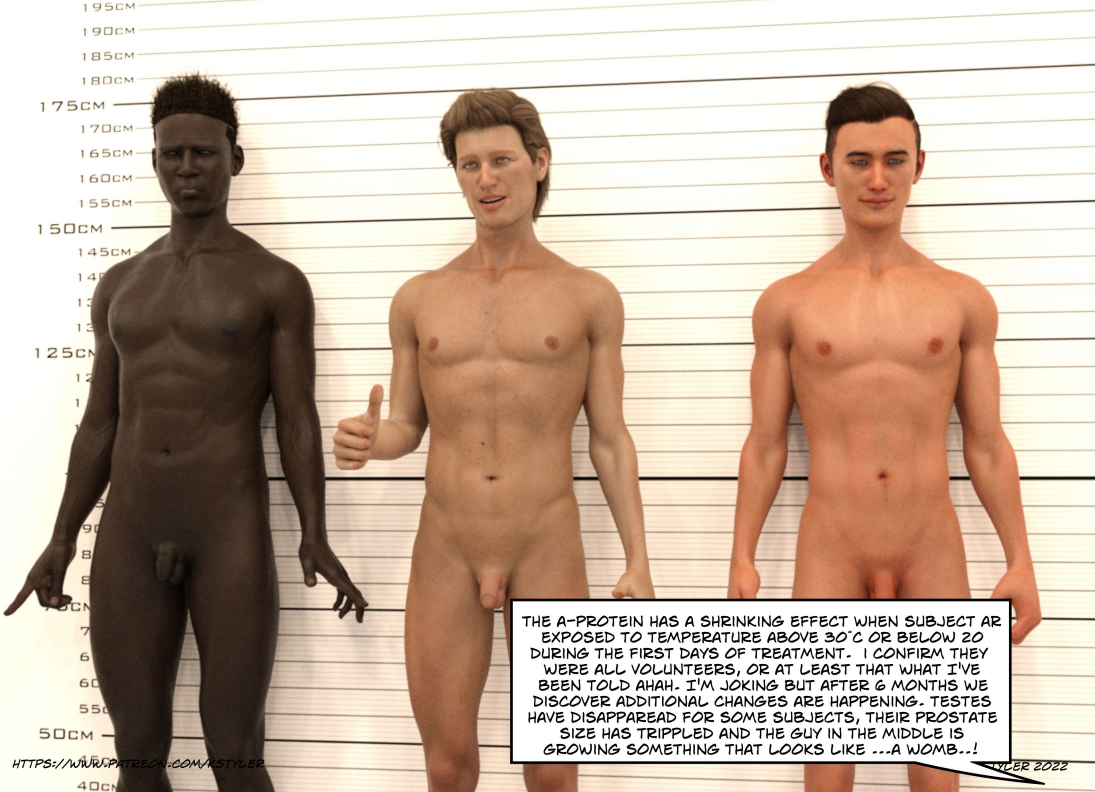 195CM
190CM
185CM
180CM
175CM
170CM
165CM
160CM
155CM
150CM
145CM
125CM
50CM
45CM
40CM
THE A-PROTEIN HAS A SHRINKING EFFECT WHEN SUBJECT AR
EXPOSED TO TEMPERATURE ABOVE 30°C OR BELOW 20
DURING THE FIRST DAYS OF TREATMENT. I CONFIRM THEY
WERE ALL VOLUNTEERS, OR AT LEAST THAT WHAT I'VE
BEEN TOLD AHAH. I'M JOKING BUT AFTER 6 MONTHS WE
DISCOVER ADDITIONAL CHANGES ARE HAPPENING. TESTES
HAVE DISAPPAREAD FOR SOME SUBJECTS, THEIR PROSTATE
SIZE HAS TRIPPLED AND THE GUY IN THE MIDDLE IS
GROWING SOMETHING THAT LOOKS LIKE ...A WOMB..!
HTTPS://WWW.PATREON.COM/KSTYLER
2022